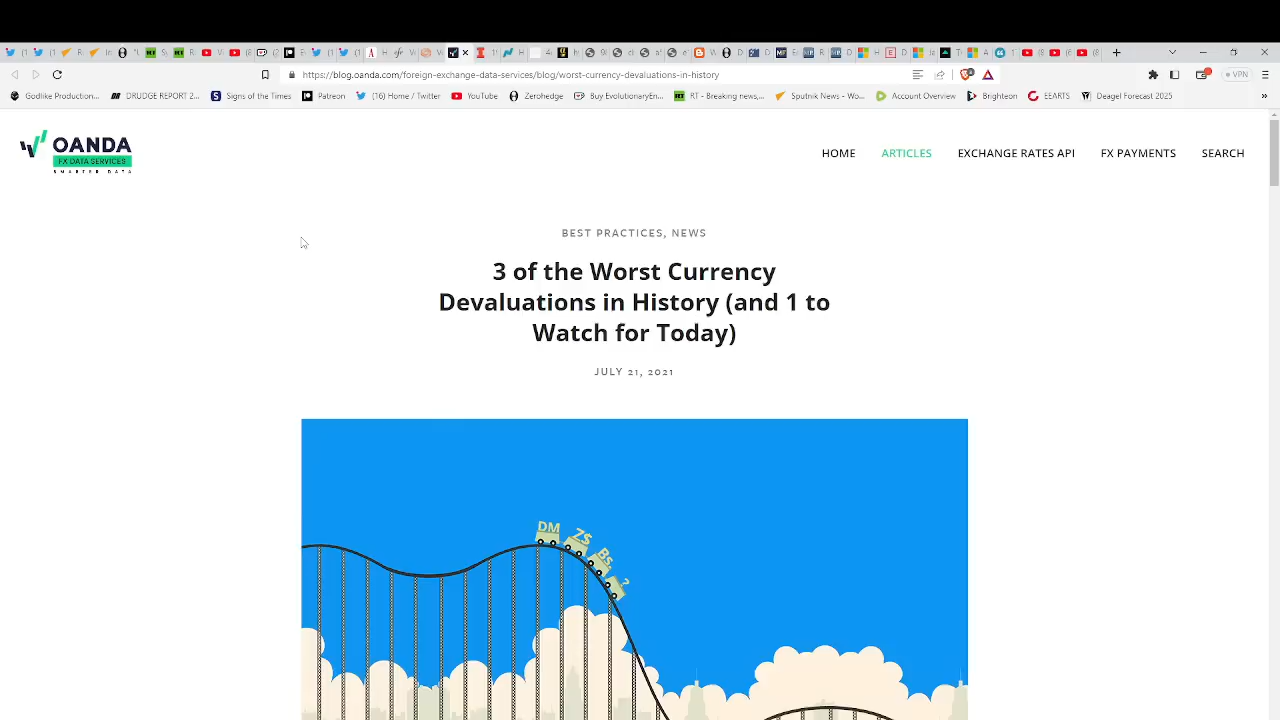 https://blog.oanda.com/foreign-exchange-data-services/blog/worst-currency-devaluations-in-history
VPN
Godlike Production...
DRUDGE REPORT 2...
Signs of the Times
Patreon
(16) Home / Twitter
YouTube
Zerohedge
Buy EvolutionaryEn...
RT - Breaking news,...
Sputnik News - Wo...
Account Overview
Brighteon
EEARTS
Deagel Forecast 2025
»
OANDA
FX DATA SERVICES
SMARTER DATA
HOME
ARTICLES
EXCHANGE RATES API
FX PAYMENTS
SEARCH
BEST PRACTICES, NEWS
3 of the Worst Currency
Devaluations in History (and 1 to
Watch for Today)
JULY 21, 2021
DM
Z$
Bs.
?